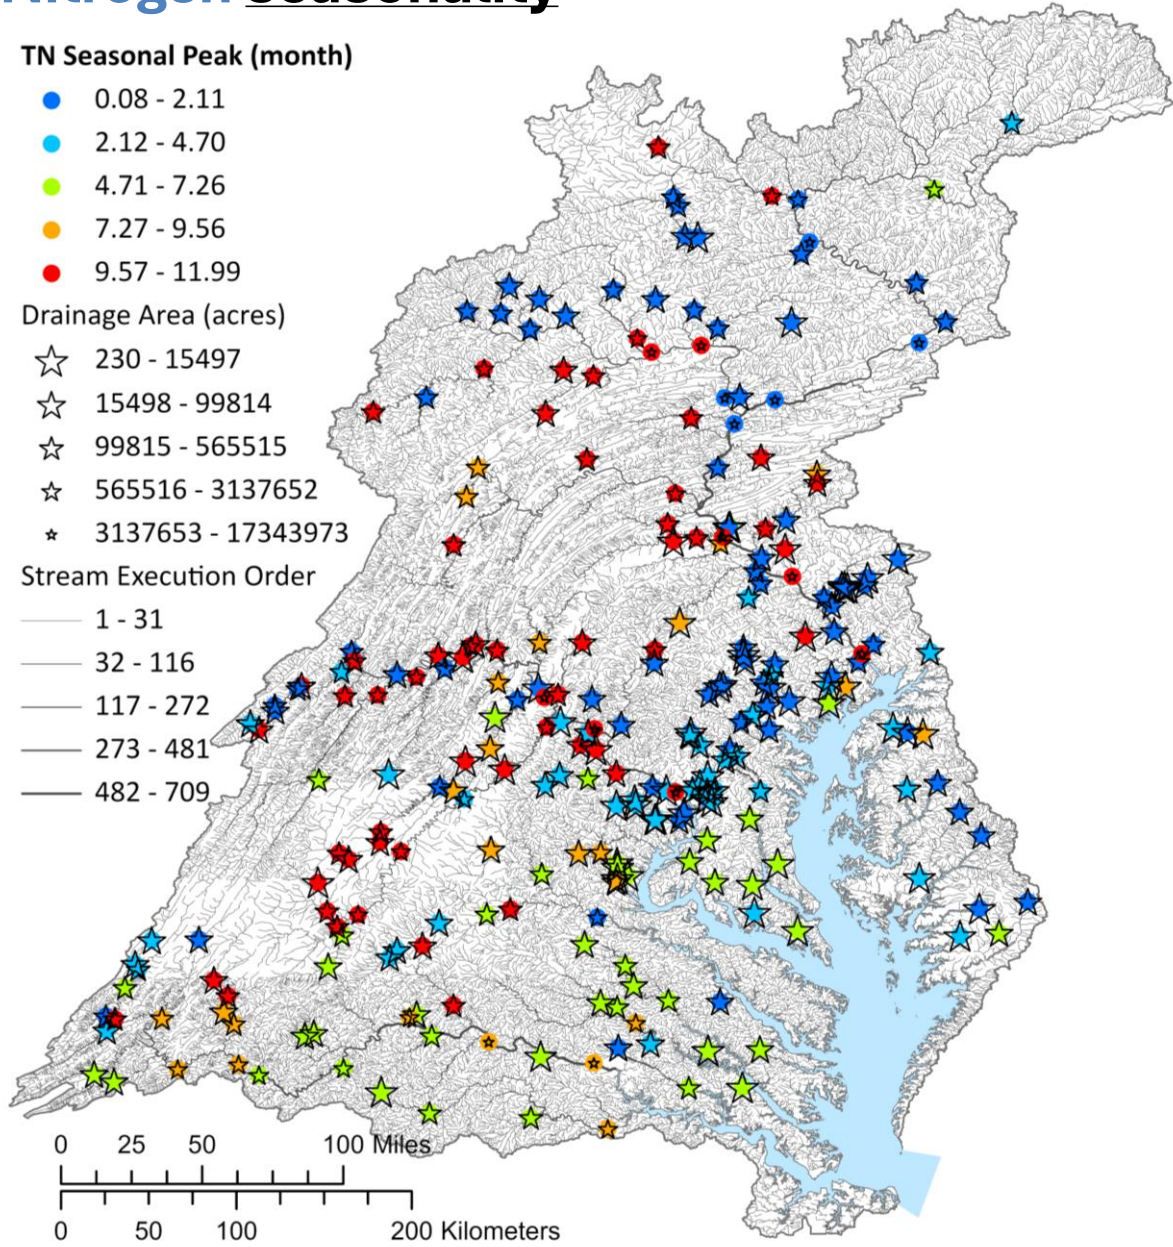 Nitrogen Seasonality
TN Seasonal Peak (month)
0.08 - 2.11
2.12 - 4.70
4.71 - 7.26
7.27 - 9.56
9.57 - 11.99
Drainage Area (acres)
230 - 15497
15498 - 99814
99815 - 565515
565516 - 3137652
3137653 - 17343973
Stream Execution Order
1 - 31
32 - 116
117 - 272
273 - 481
482 - 709
0 25 50 100 Miles
0 50 100 200 Kilometers